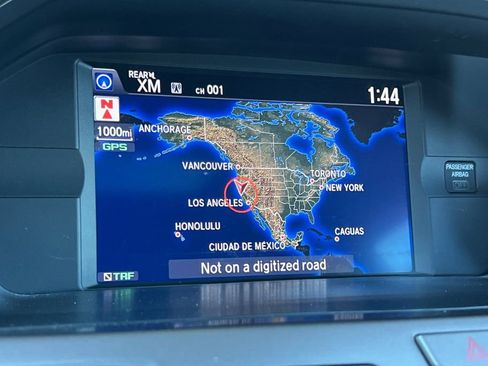 REAR
XM CH 001 1:44
N
1000mi
GPS
ANCHORAGE
VANCOUVER
TORONTO
NEW YORK
LOS ANGELES
HONOLULU
CAGUAS
CIUDAD DE MÉXICO
Not on a digitized road
TRF
PASSENGER
AIRBAG